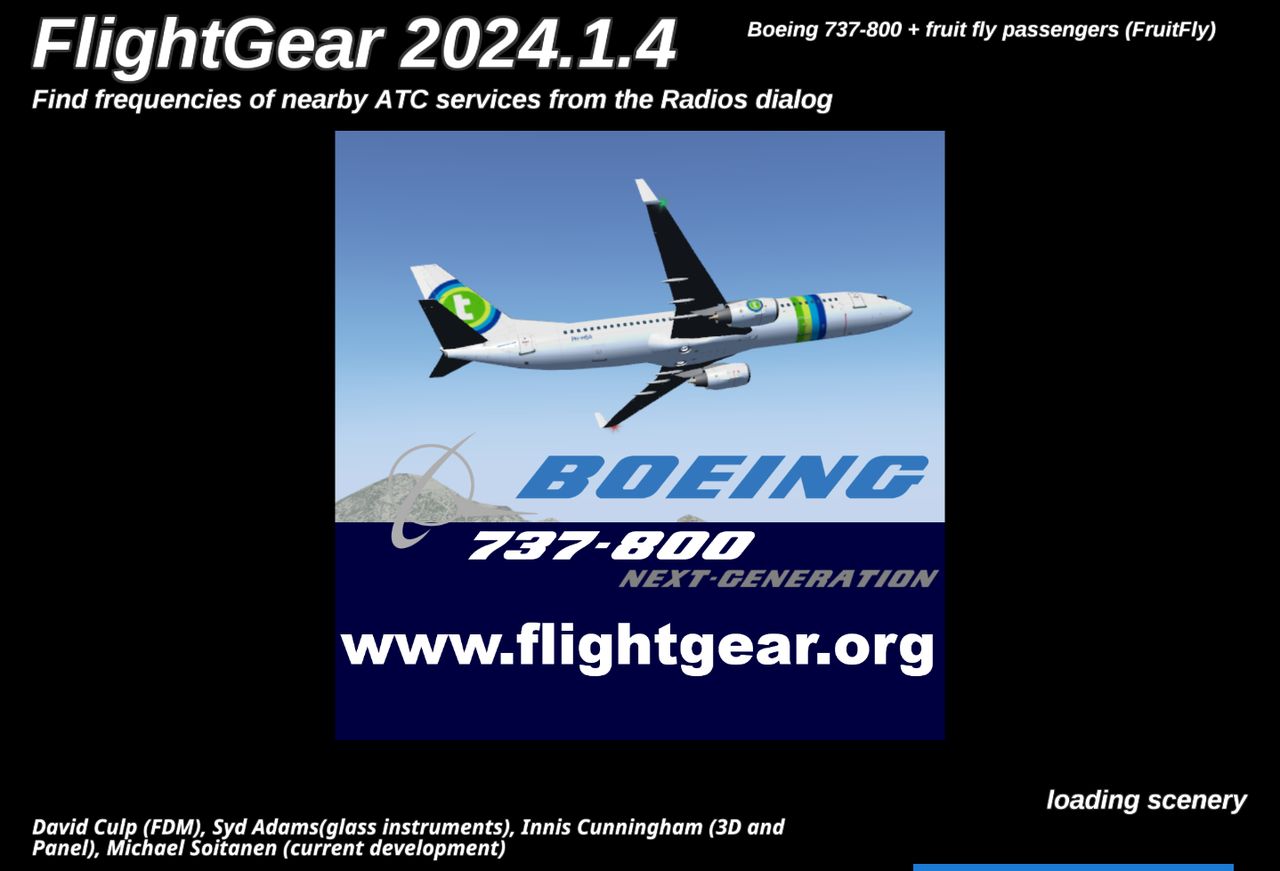 FlightGear 2024.1.4
Boeing 737-800 + fruit fly passengers (FruitFly)
Find frequencies of nearby ATC services from the Radios dialog
t
BOEING
737-800
NEXT-GENERATION
www.flightgear.org
loading scenery
David Culp (FDM), Syd Adams(glass instruments), Innis Cunningham (3D and
Panel), Michael Soitanen (current development)